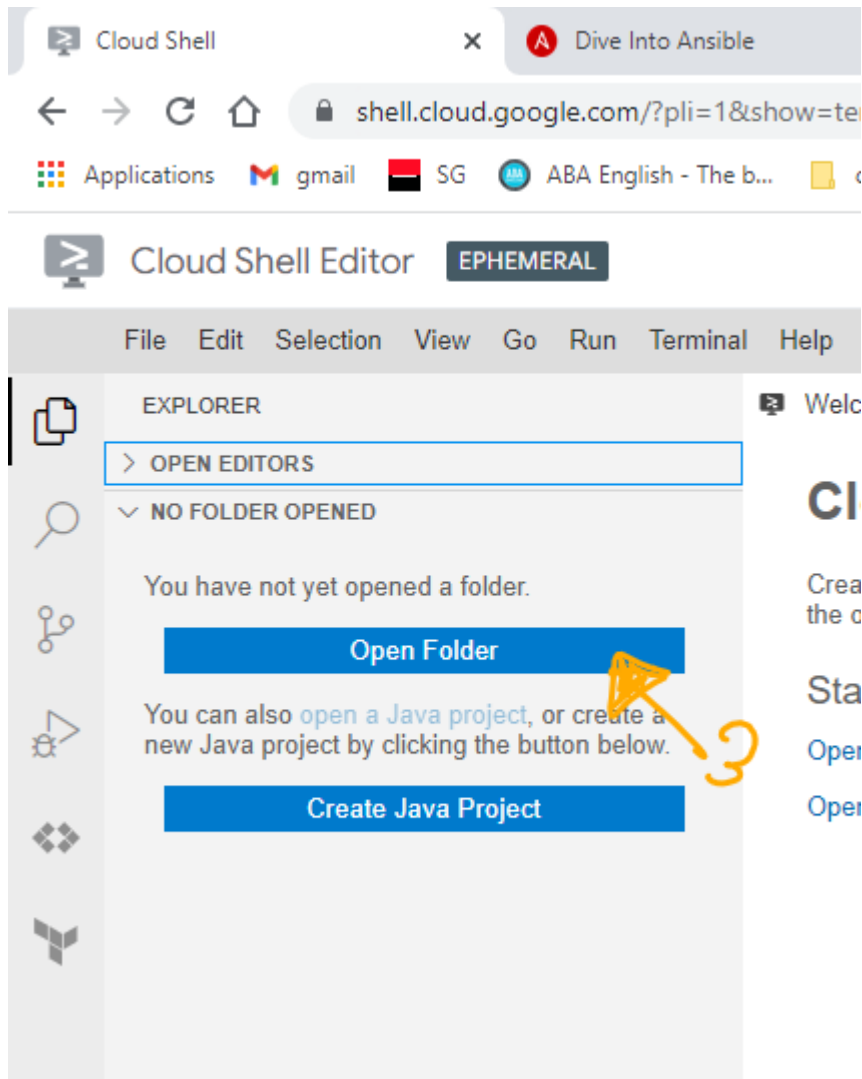 Cloud Shell
Dive Into Ansible
shell.cloud.google.com/?pli=1&show=te
Applications gmail SG ABA English - The b...
Cloud Shell Editor EPHEMERAL
File Edit Selection View Go Run Terminal Help
EXPLORER
OPEN EDITORS
NO FOLDER OPENED
You have not yet opened a folder.
Open Folder
You can also open a Java project, or create a
new Java project by clicking the button below.
Create Java Project
3
Welc
Cl
Crea
the o
Sta
Open
Open